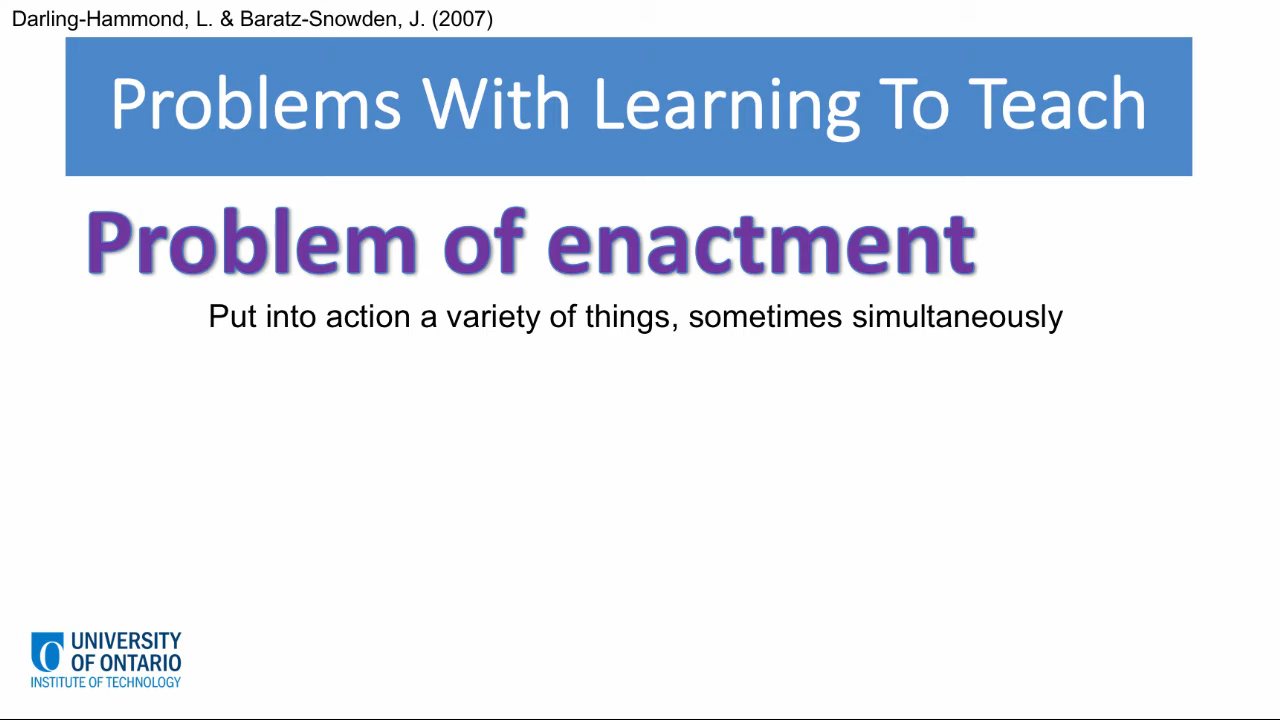 Darling-Hammond, L. & Baratz-Snowden, J. (2007)
Problems With Learning To Teach
Problem of enactment
Put into action a variety of things, sometimes simultaneously
UNIVERSITY
OF ONTARIO
INSTITUTE OF TECHNOLOGY